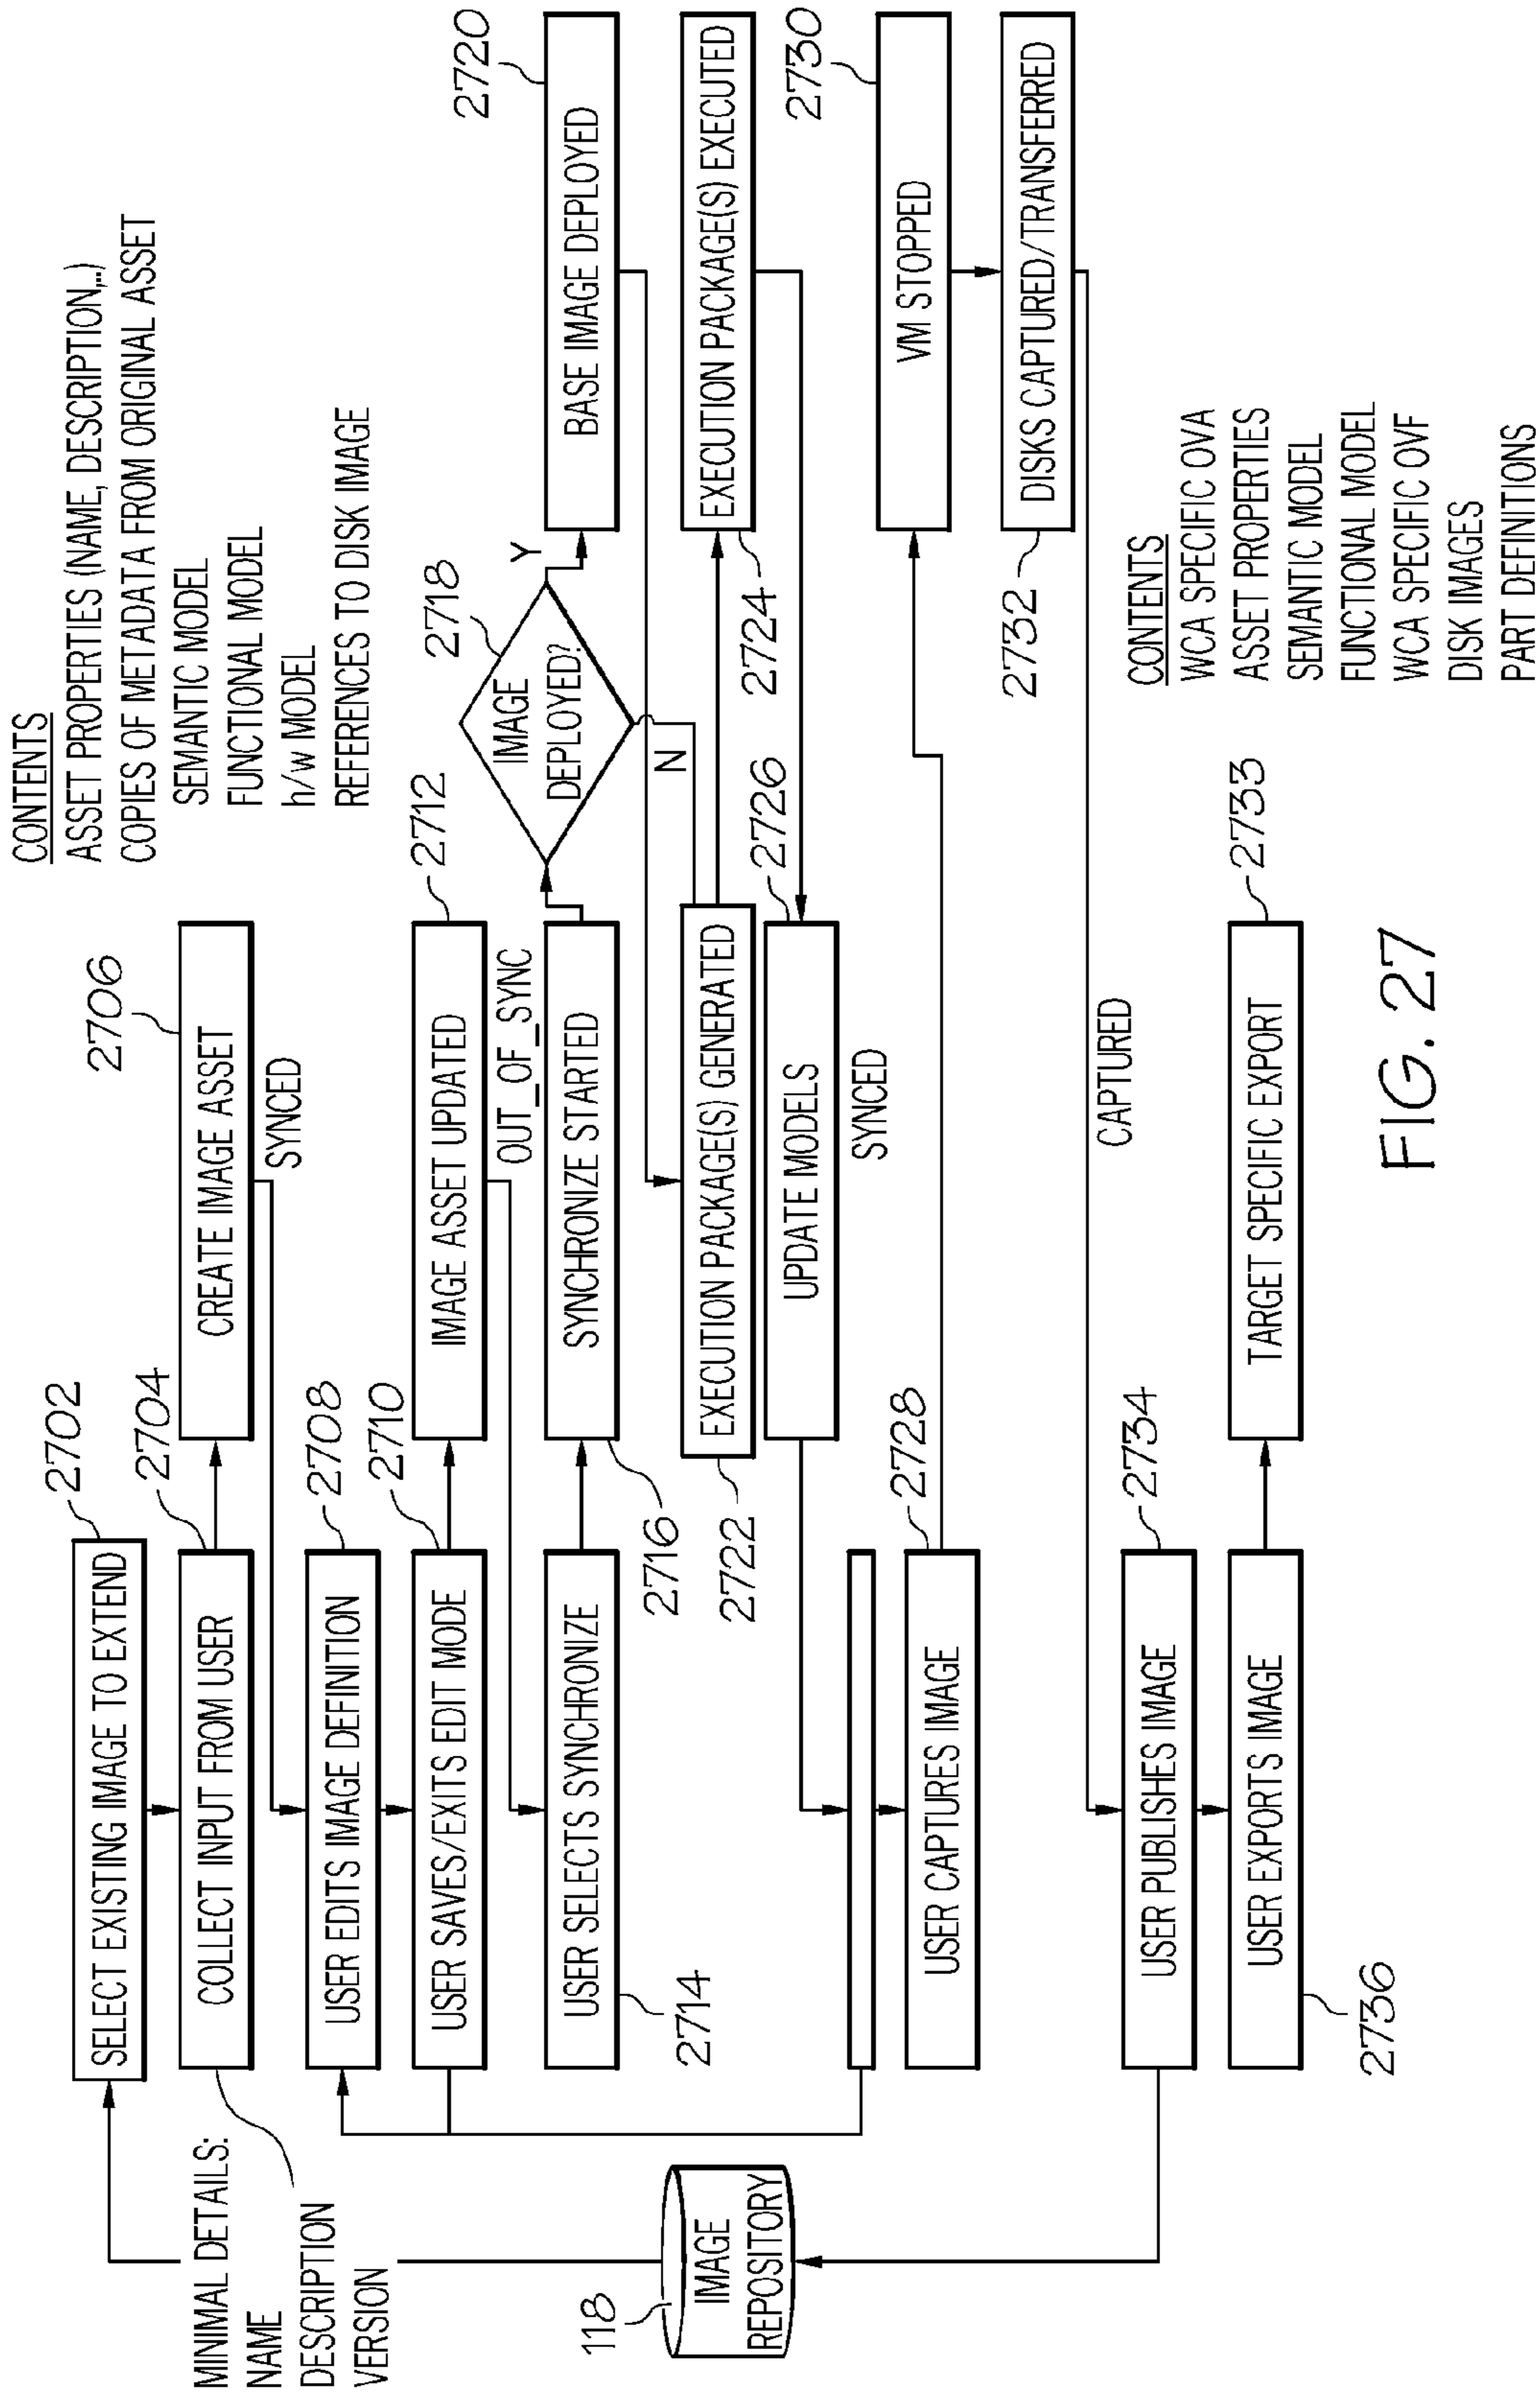 CONTENTS
ASSET PROPERTIES (NAME, DESCRIPTION,...)
COPIES OF METADATA FROM ORIGINAL ASSET
SEMANTIC MODEL
FUNCTIONAL MODEL
h/w MODEL
REFERENCES TO DISK IMAGE
2702
SELECT EXISTING IMAGE TO EXTEND
2704
COLLECT INPUT FROM USER
MINIMAL DETAILS:
NAME
DESCRIPTION
VERSION
2706
CREATE IMAGE ASSET
SYNCED
2708
USER EDITS IMAGE DEFINITION
2710
USER SAVES/EXITS EDIT MODE
2712
IMAGE ASSET UPDATED
OUT_OF_SYNC
USER SELECTS SYNCHRONIZE
2714
SYNCHRONIZE STARTED
2716
2718
IMAGE
DEPLOYED?
Y
N
2720
BASE IMAGE DEPLOYED
EXECUTION PACKAGE(S) GENERATED
2722
EXECUTION PACKAGE(S) EXECUTED
2724
2726
UPDATE MODELS
SYNCED
118
IMAGE
REPOSITORY
2728
USER CAPTURES IMAGE
2730
VM STOPPED
DISKS CAPTURED/TRANSFERRED
2732
CAPTURED
2734
USER PUBLISHES IMAGE
USER EXPORTS IMAGE
2736
2733
TARGET SPECIFIC EXPORT
CONTENTS
WCA SPECIFIC OVA
ASSET PROPERTIES
SEMANTIC MODEL
FUNCTIONAL MODEL
WCA SPECIFIC OVF
DISK IMAGES
PART DEFINITIONS
FIG. 27